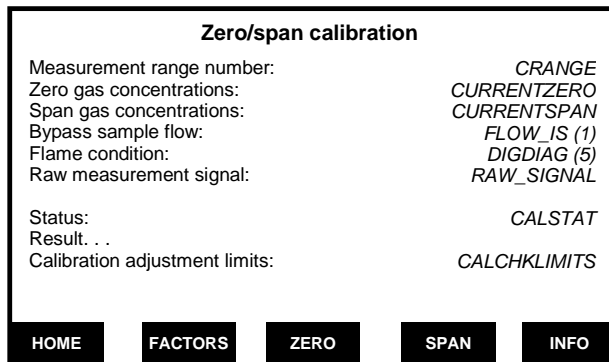 Zero/span calibration
Measurement range number: CRANGE
Zero gas concentrations: CURRENTZERO
Span gas concentrations: CURRENTSPAN
Bypass sample flow: FLOW_IS (1)
Flame condition: DIGDIAG (5)
Raw measurement signal: RAW_SIGNAL
Status: CALSTAT
Result. . .
Calibration adjustment limits: CALCHKLIMITS
HOME FACTORS ZERO SPAN INFO